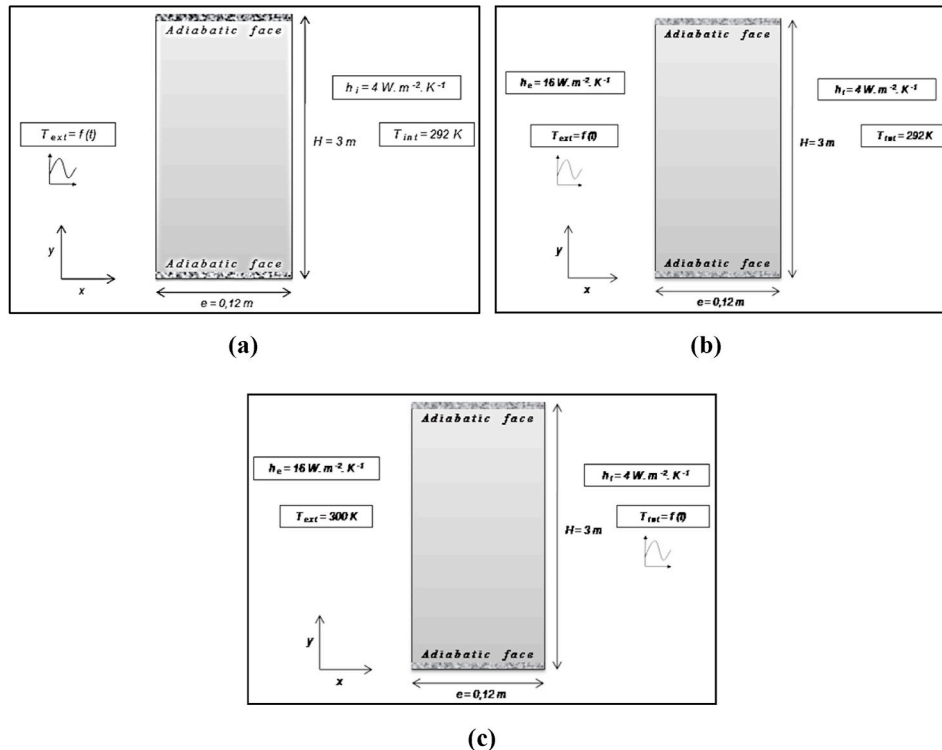 Adiabatic face
h i = 4 W. m -2. K -1
T ext = f (t)
T int = 292 K
H = 3 m
y
x
Adiabatic face
e = 0,12 m
(a)
Adiabatic face
h e = 16 W. m -2. K -1
h f = 4 W. m -2. K -1
T ext = f(t)
T fwt = 292 K
H = 3 m
y
x
Adiabatic face
e = 0,12 m
(b)
Adiabatic face
h e = 16 W. m -2. K -1
h f = 4 W. m -2. K -1
T ext = 300 K
T fwt = f(t)
H = 3 m
y
x
Adiabatic face
e = 0,12 m
(c)